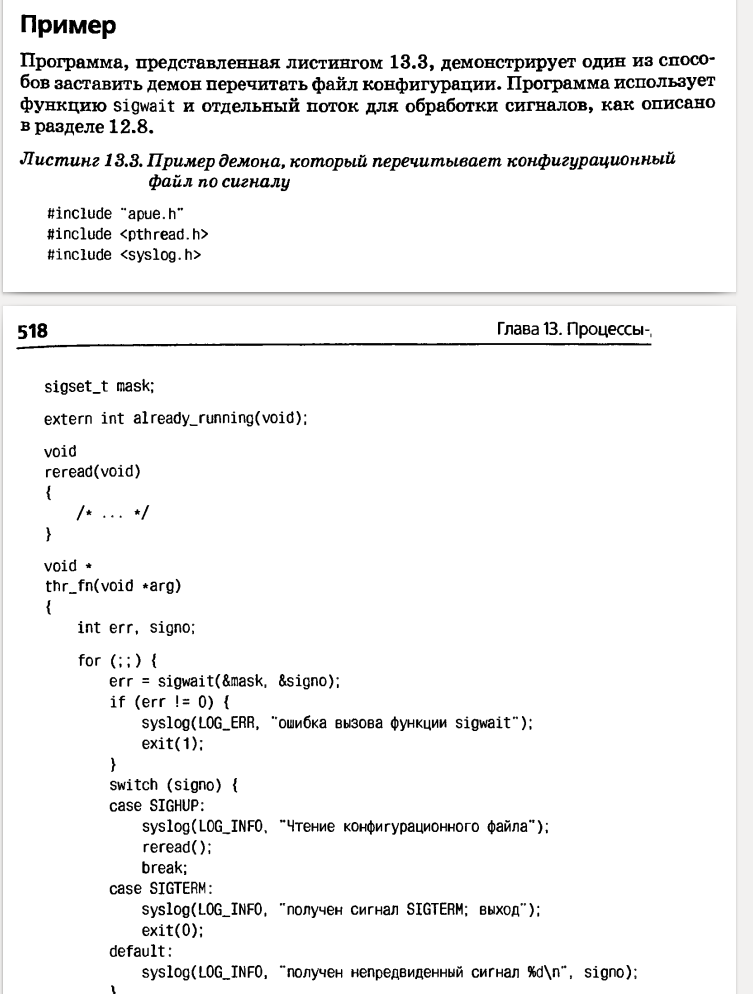 Пример
Программа, представленная листингом 13.3, демонстрирует один из спосо-
бов заставить демон перечитать файл конфигурации. Программа использует
функцию sigwait и отдельный поток для обработки сигналов, как описано
в разделе 12.8.
Листинг 13.3. Пример демона, который перечитывает конфигурационный
файл по сигналу
#include "apue.h"
#include <pthread.h>
#include <syslog.h>
518
Глава 13. Процессы-
sigset_t mask;
extern int already_running(void);
void
reread(void)
{
/* ... */
}
void *
thr_fn(void *arg)
{
int err, signo;
for (;;) {
err = sigwait(&mask, &signo);
if (err != 0) {
syslog(LOG_ERR, "ошибка вызова функции sigwait");
exit(1);
}
switch (signo) {
case SIGHUP:
syslog(LOG_INFO, "Чтение конфигурационного файла");
reread();
break;
case SIGTERM:
syslog(LOG_INFO, "получен сигнал SIGTERM; выход");
exit(0);
default:
syslog(LOG_INFO, "получен непредвиденный сигнал %d\n", signo);
}